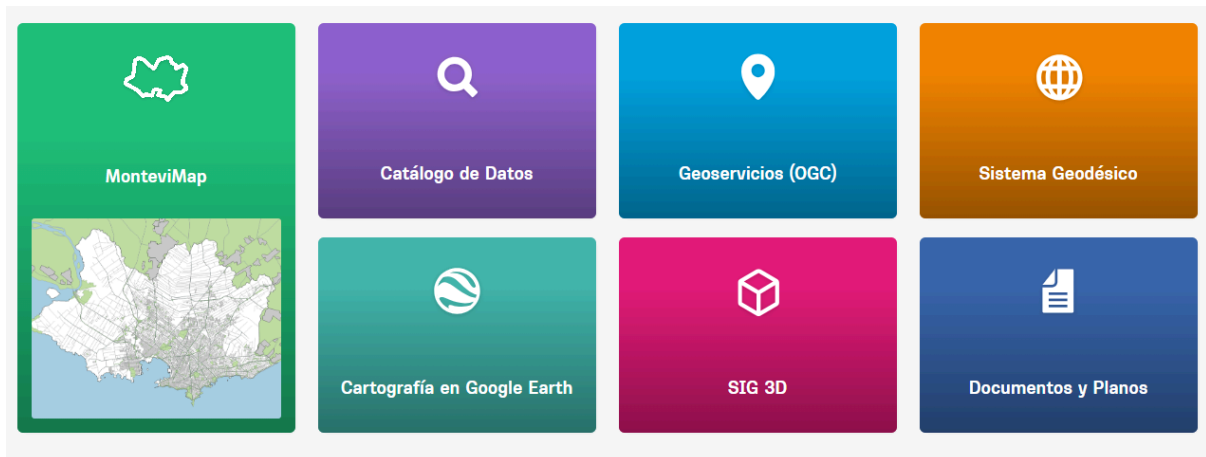 MonteviMap
Catálogo de Datos
Geoservicios (OGC)
Sistema Geodésico
Cartografía en Google Earth
SIG 3D
Documentos y Planos